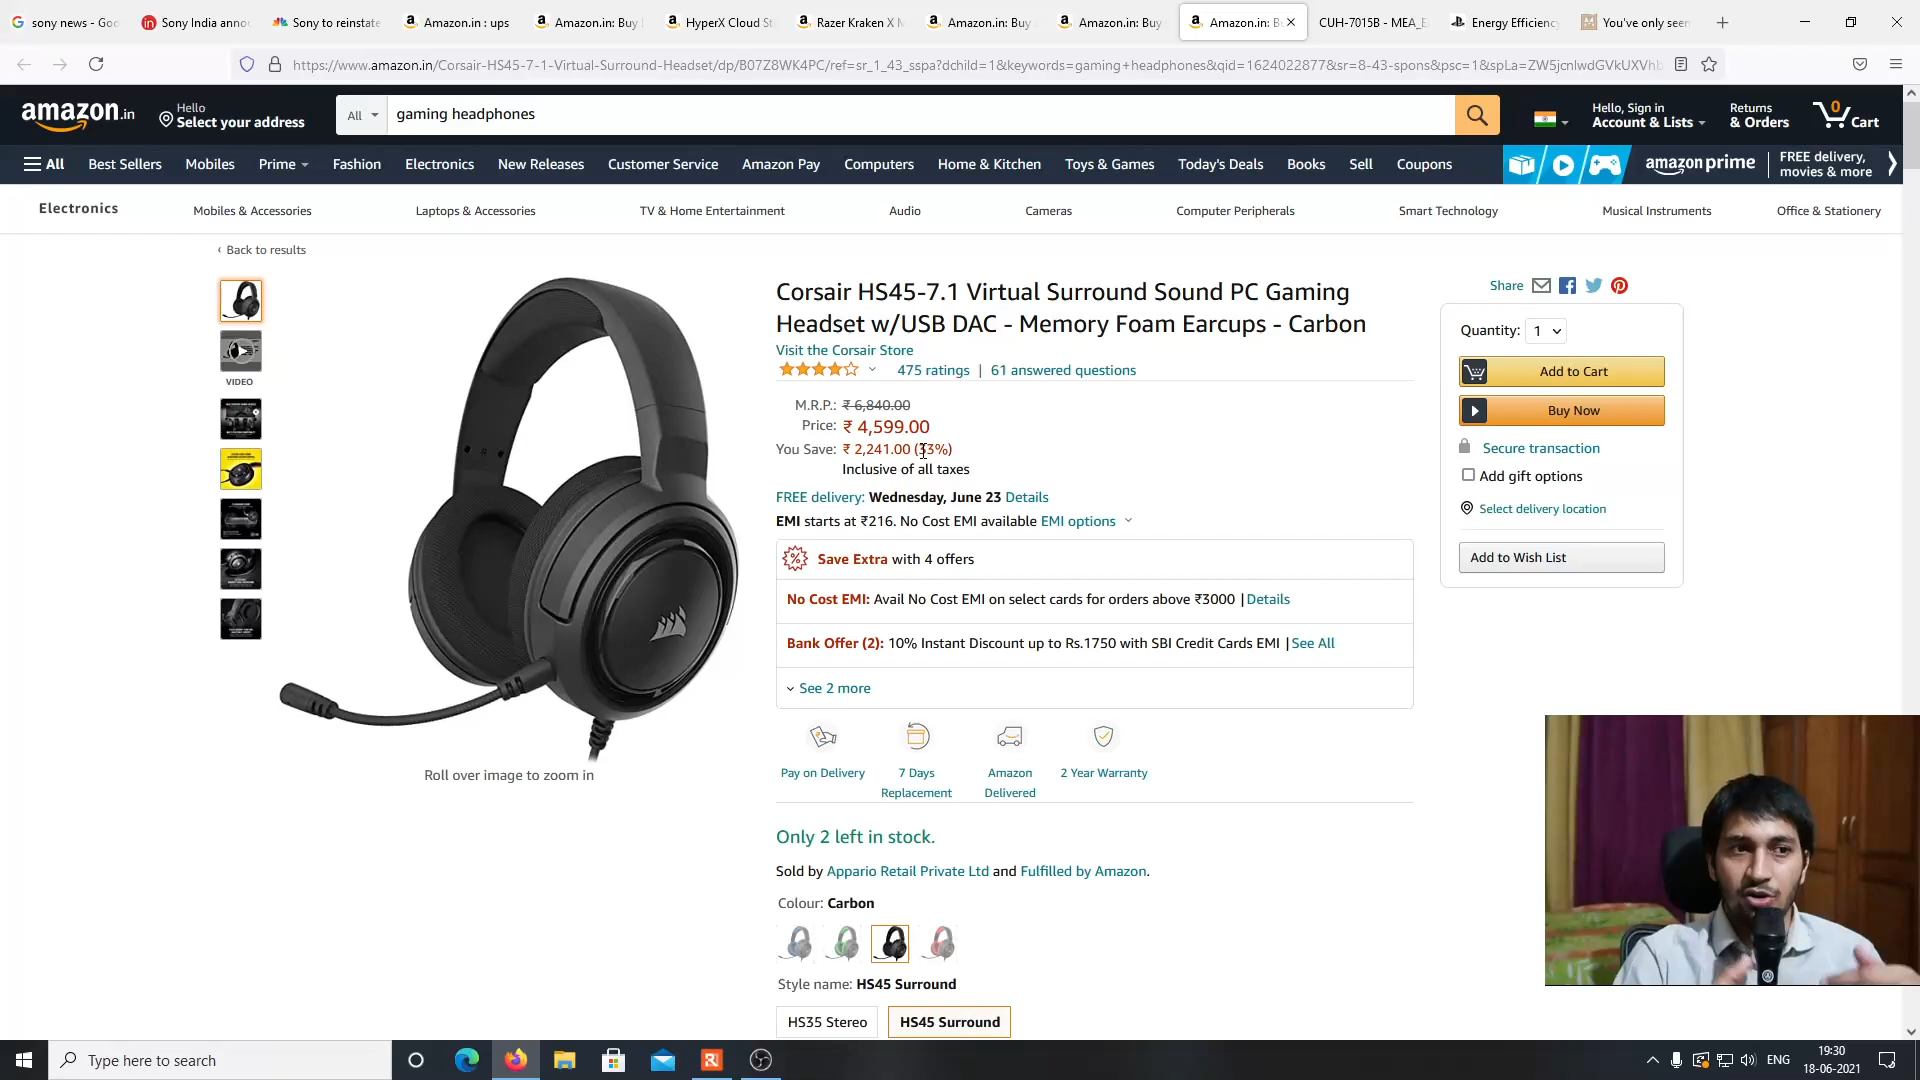 sony news - Goo
Sony India annou
Sony to reinstate
Amazon.in : ups
Amazon.in: Buy
HyperX Cloud St
Razer Kraken X M
Amazon.in: Buy
Amazon.in: Buy
Amazon.in: B
CUH-7015B - MEA_E
Energy Efficiency
You've only seen
https://www.amazon.in/Corsair-HS45-7-1-Virtual-Surround-Headset/dp/B07Z8WK4PC/ref=sr_1_43_sspa?dchild=1&keywords=gaming+headphones&qid=1624022877&sr=8-43-spons&psc=1&spLa=ZW5jcnlwdGVkUXVhb
amazon.in
Hello
Select your address
All
gaming headphones
Hello, Sign in
Account & Lists
Returns
& Orders
0
Cart
All
Best Sellers
Mobiles
Prime
Fashion
Electronics
New Releases
Customer Service
Amazon Pay
Computers
Home & Kitchen
Toys & Games
Today's Deals
Books
Sell
Coupons
amazon prime
FREE delivery,
movies & more
Electronics
Mobiles & Accessories
Laptops & Accessories
TV & Home Entertainment
Audio
Cameras
Computer Peripherals
Smart Technology
Musical Instruments
Office & Stationery
‹ Back to results
VIDEO
Roll over image to zoom in
Corsair HS45-7.1 Virtual Surround Sound PC Gaming
Headset w/USB DAC - Memory Foam Earcups - Carbon
Visit the Corsair Store
475 ratings | 61 answered questions
M.R.P.: ₹ 6,840.00
Price: ₹ 4,599.00
You Save: ₹ 2,241.00 (33%)
Inclusive of all taxes
FREE delivery: Wednesday, June 23 Details
EMI starts at ₹216. No Cost EMI available EMI options
Save Extra with 4 offers
No Cost EMI: Avail No Cost EMI on select cards for orders above ₹3000 | Details
Bank Offer (2): 10% Instant Discount up to Rs.1750 with SBI Credit Cards EMI | See All
See 2 more
Pay on Delivery
7 Days
Replacement
Amazon
Delivered
2 Year Warranty
Only 2 left in stock.
Sold by Appario Retail Private Ltd and Fulfilled by Amazon.
Colour: Carbon
Style name: HS45 Surround
HS35 Stereo
HS45 Surround
Share
Quantity: 1
Add to Cart
Buy Now
Secure transaction
Add gift options
Select delivery location
Add to Wish List
Type here to search
ENG
19:30
18-06-2021